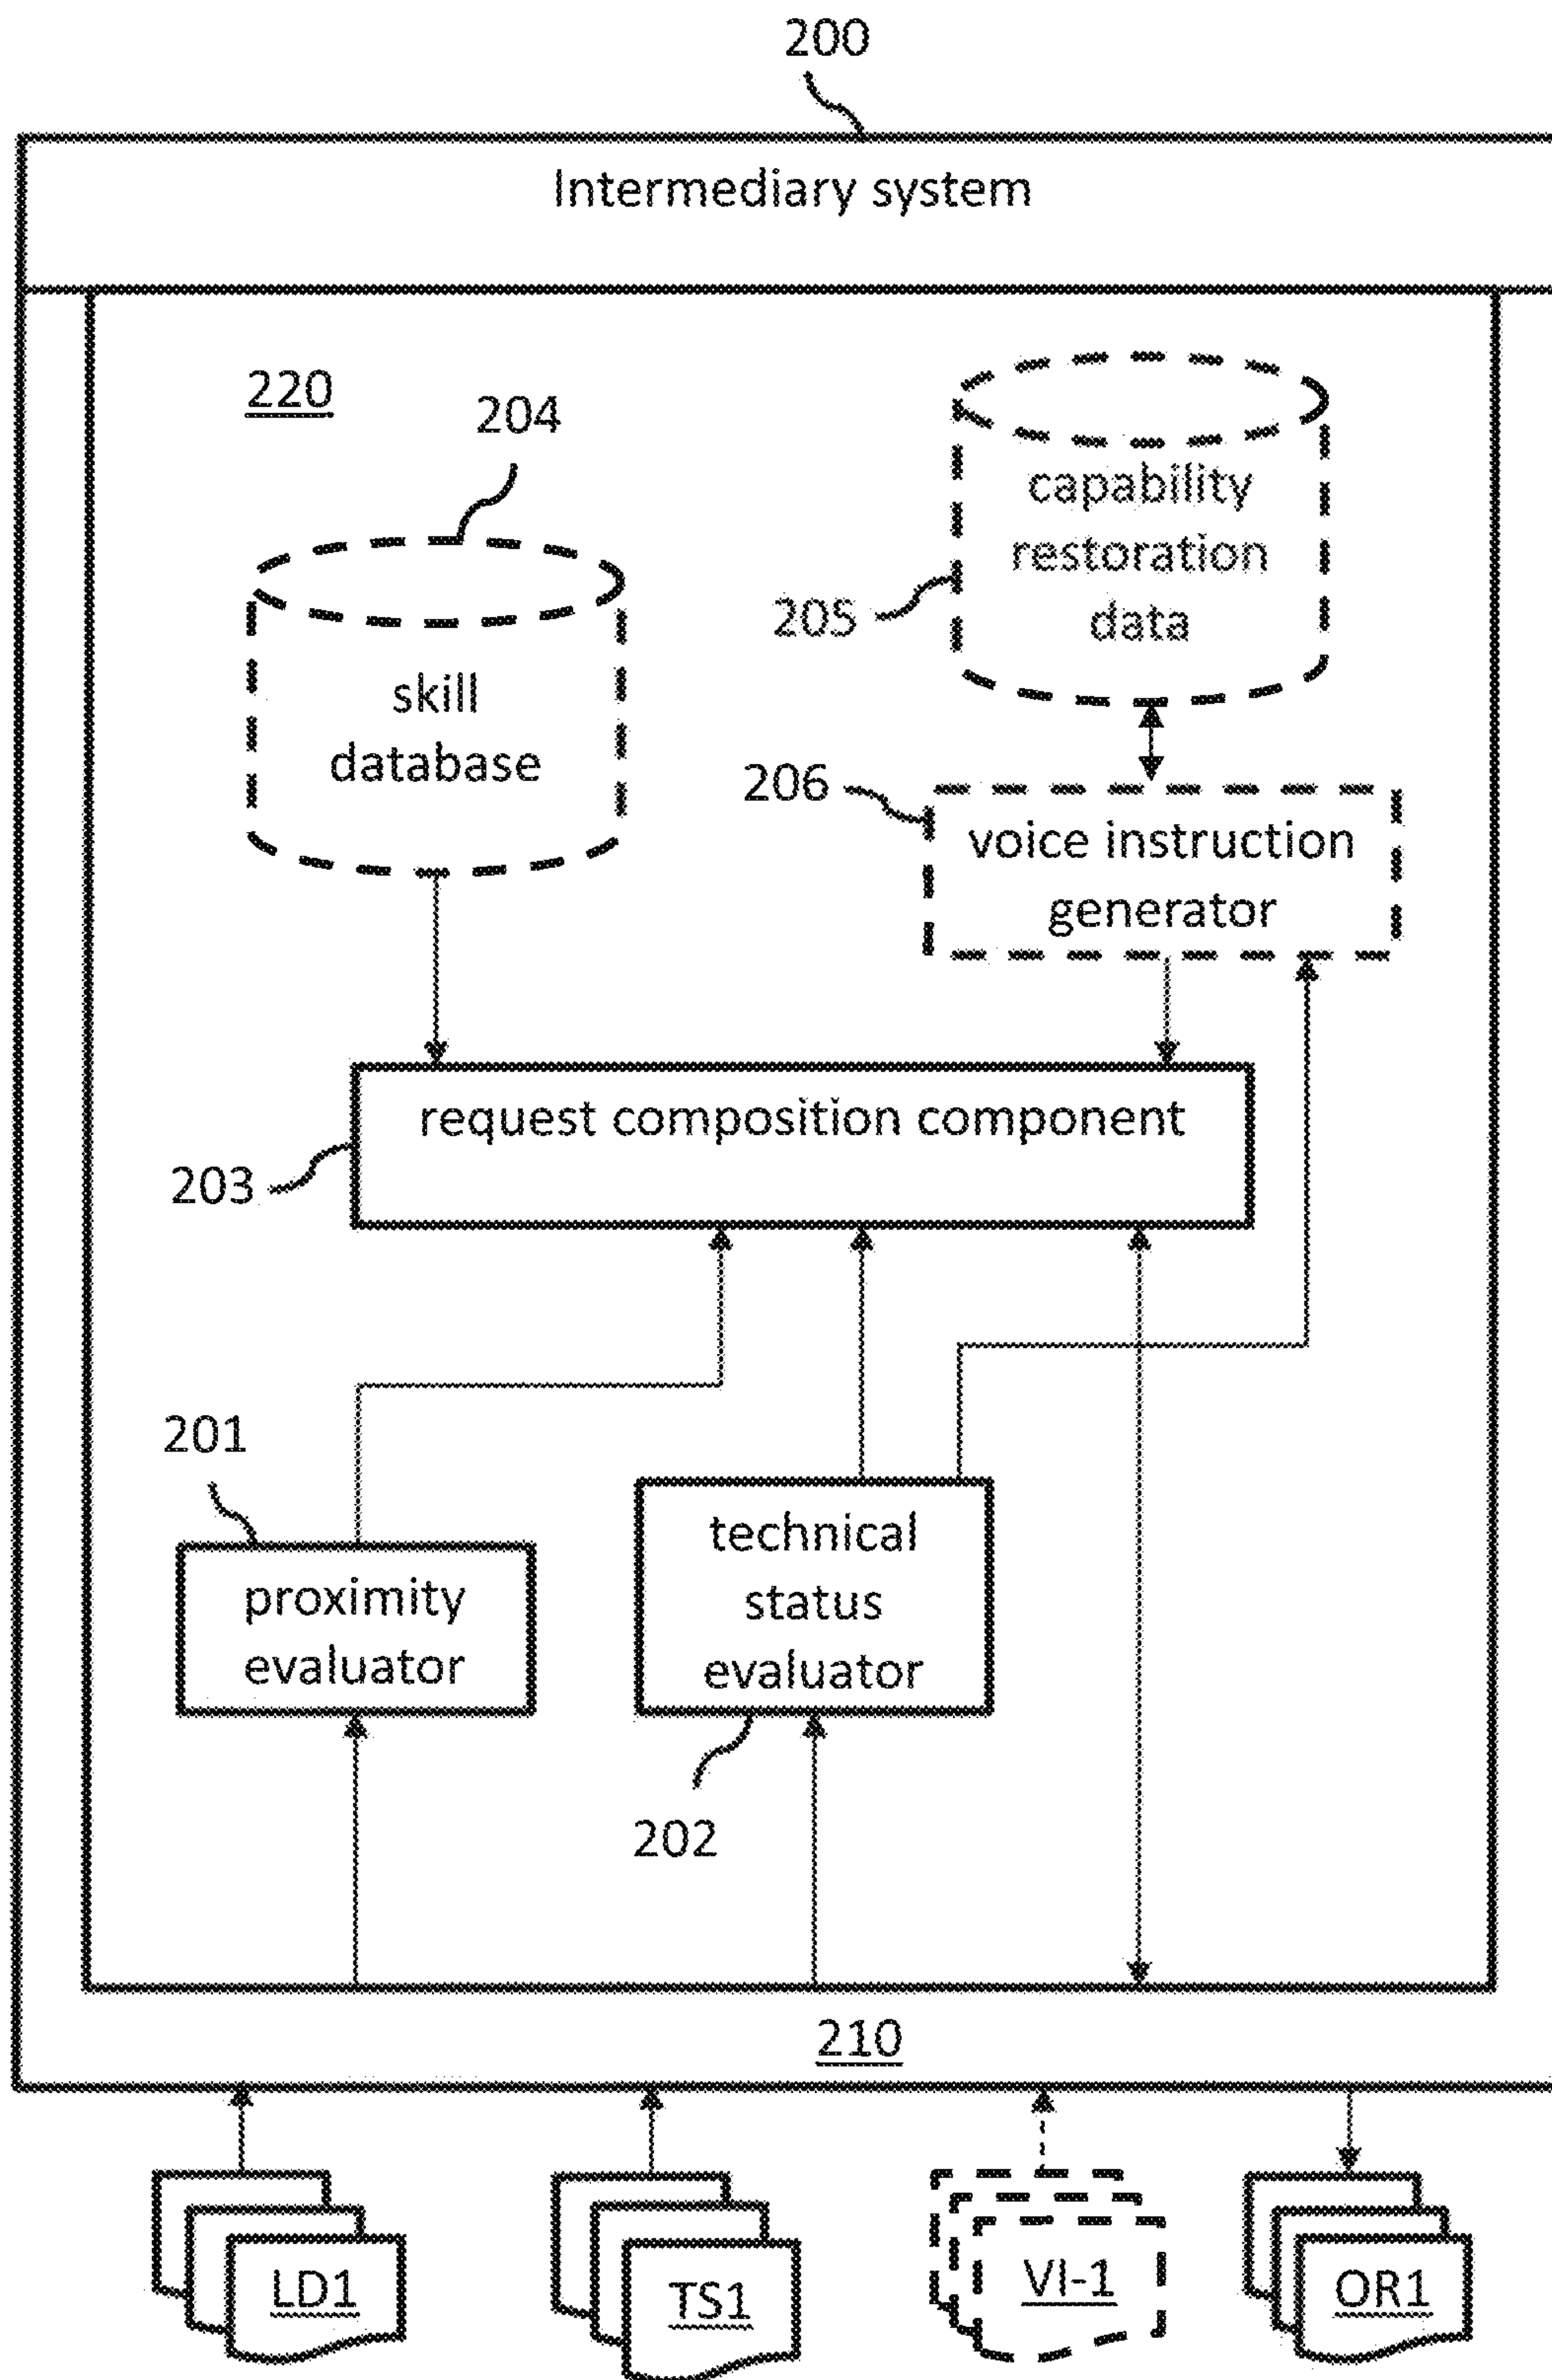 200
Intermediary system
220
204
capability
restoration
data
205
skill
database
206
voice instruction
generator
request composition component
203
201
technical
status
evaluator
proximity
evaluator
202
210
LD1
TS1
VI-1
OR1